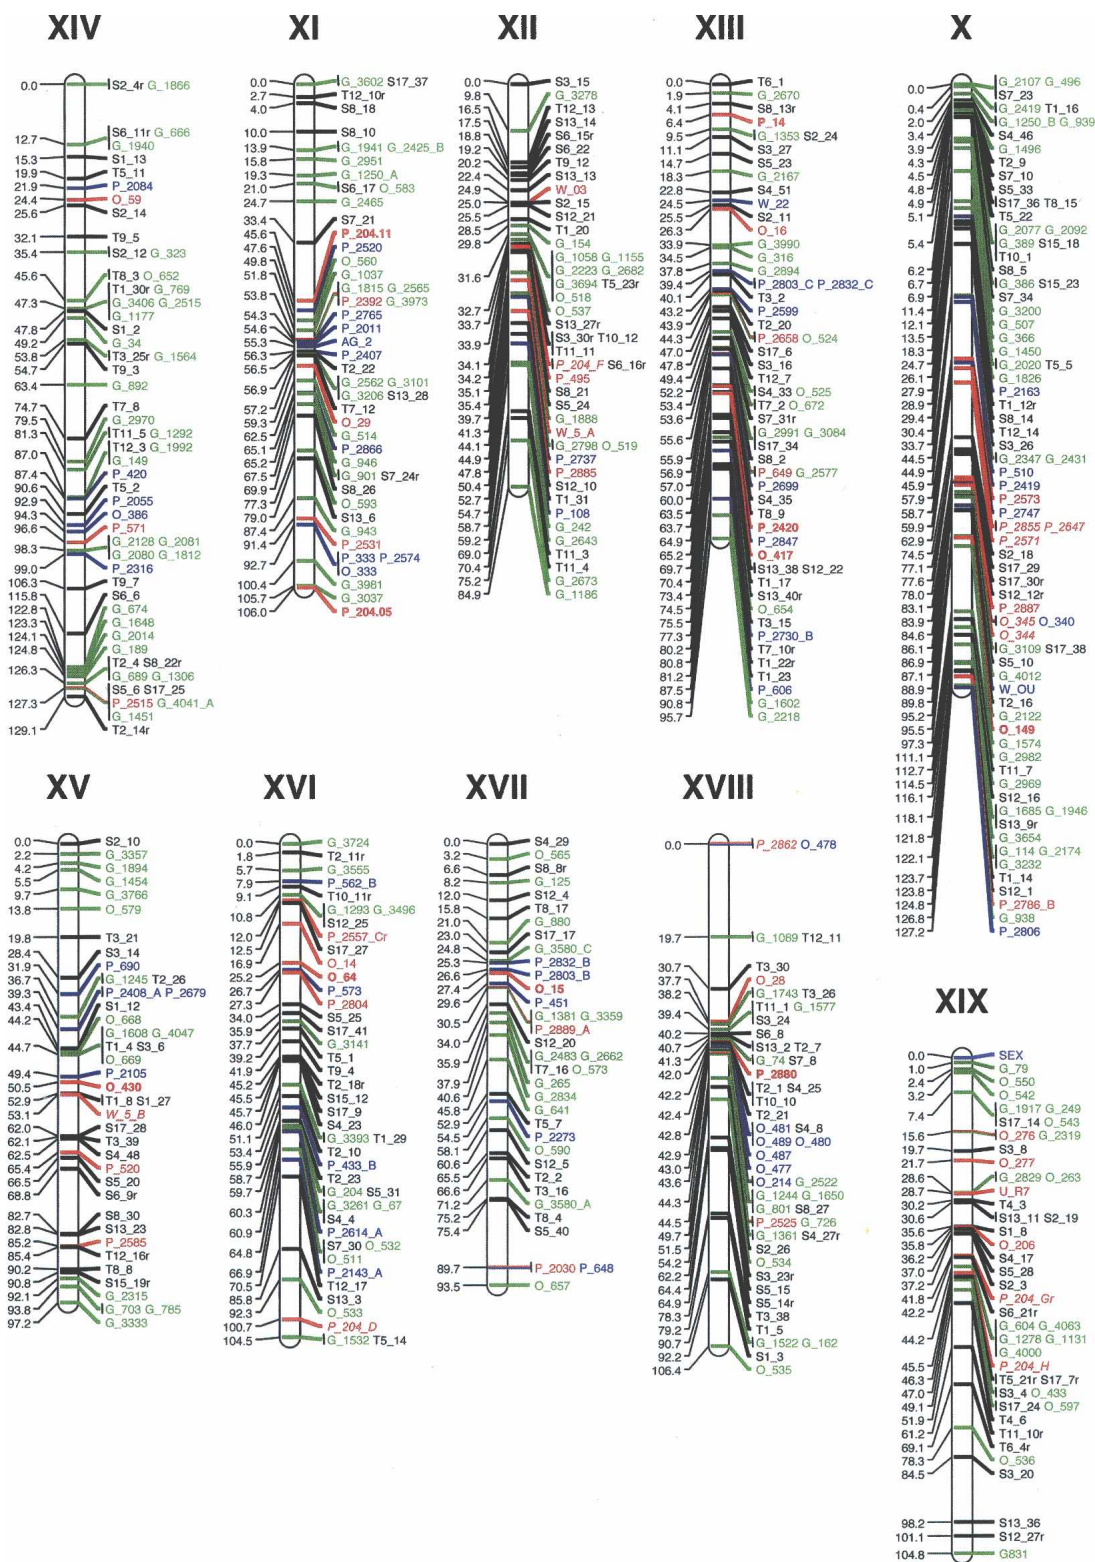 XIV
0.0 S2_4r G_1866
12.7 S6_11r G_666
G_1940
15.3 S1_13
19.9 T5_11
21.9 P_2084
24.4 O_59
25.6 S2_14
32.1 T9_5
35.4 S2_12 G_323
45.6 T8_3 O_652
47.3 T1_30r G_769
G_3406 G_2515
G_1177
47.8 S1_2
49.2 G_34
53.8 T3_25r G_1564
54.7 T9_3
63.4 G_892
74.7 T7_8
79.5 G_2970
81.3 T11_5 G_1292
87.0 T12_3 G_1992
G_149
87.4 P_420
90.6 T5_2
92.9 P_2055
94.3 O_386
96.6 P_571
98.3 G_2128 G_2081
G_2080 G_1812
99.0 P_2316
106.3 T9_7
115.8 S6_6
122.8 G_674
123.3 G_1648
124.1 G_2014
124.8 G_189
126.3 T2_4 S8_22r
G_689 G_1306
127.3 S5_6 S17_25
P_2515 G_4041_A
G_1451
129.1 T2_14r
XI
0.0 G_3602 S17_37
2.7 T12_10r
4.0 S8_18
10.0 S8_10
13.9 G_1941 G_2425_B
15.8 G_2951
19.3 G_1250_A
21.0 S6_17 O_583
24.7 G_2465
33.4 S7_21
45.6 P_204.11
47.6 P_2520
49.8 O_560
51.8 G_1037
53.8 G_1815 G_2565
P_2392 G_3973
54.3 P_2765
54.6 P_2011
55.3 AG_2
56.3 P_2407
56.5 T2_22
56.9 G_2562 G_3101
G_3206 S13_28
57.2 T7_12
59.3 O_29
62.5 G_514
65.1 P_2866
65.2 G_946
67.5 G_901 S7_24r
69.9 S8_26
77.3 O_593
79.0 S13_6
87.4 G_943
91.4 P_2531
92.7 P_333 P_2574
O_333
100.4 G_3981
105.7 G_3037
106.0 P_204.05
XII
0.0 S3_15
9.8 G_3278
16.5 T12_13
17.5 S13_14
18.8 S6_15r
19.2 S6_22
20.2 T9_12
22.4 S13_1
24.9 W_03
25.0 S2_15
25.5 S12_21
28.5 T1_20
29.8 G_154
31.6 G_1058 G_1155
G_2223 G_2682
G_3694 T5_23r
O_518
32.7 O_537
33.7 S13_27r
33.9 S3_30r T10_12
T11_11
34.1 P_204_F S6_16r
34.2 P_495
35.1 S8_21
35.4 S5_24
39.7 G_1888
41.3 W_5_A
44.1 G_2798 O_519
44.9 P_2737
47.9 P_2885
50.4 S12_10
52.7 T1_31
54.7 P_108
58.7 G_242
62.9 G_2643
69.0 T11_3
70.4 T11_4
75.2 G_2673
84.9 G_1186
XIII
0.0 T6_1
1.9 G_2670
4.1 S8_13r
6.4 P_14
9.5 G_1353 S2_24
11.1 S3_27
14.7 S5_23
18.3 G_2167
22.8 S4_51
24.5 W_22
25.5 S2_11
26.3 O_16
33.9 G_3990
34.5 G_316
37.8 G_2894
39.4 P_2803_C P_2832_C
40.1 T3_2
43.2 P_2599
43.9 T2_20
44.3 P_2658 O_524
47.0 S17_6
47.8 S3_16
49.4 T12_7
52.2 S4_33 O_525
53.4 T7_2 O_672
53.6 S7_31r
55.6 G_2991 G_3084
S17_34
55.9 S8_2
56.9 P_649 G_2577
57.0 P_2699
60.0 S4_35
63.5 T8_9
63.7 P_2420
64.9 P_2847
65.2 O_417
69.7 S13_38 S12_22
70.4 T1_17
73.4 S13_40r
74.5 O_654
75.5 T3_15
77.3 P_2730_B
80.2 T7_10r
80.8 T1_22r
81.2 T1_23
87.5 P_606
90.8 G_1602
95.7 G_2218
X
0.0 G_2107 G_496
S7_23
0.4 G_2419 T1_16
2.0 G_1250_B G_939
3.4 S4_46
3.9 G_1496
4.3 T2_9
4.5 S7_10
4.8 S5_33
4.9 S17_36 T8_15
5.1 T5_22
5.4 G_2077 G_2092
G_389 S15_18
T10_1
6.2 S8_5
6.7 G_386 S15_23
6.9 S7_34
11.4 G_3200
12.1 G_507
13.5 G_366
18.3 G_1450
24.7 G_2020 T5_5
26.1 G_1826
27.9 P_2163
28.9 T1_12r
29.4 S8_14
30.4 T12_14
33.7 S3_26
44.5 G_2347 G_2431
44.9 P_510
45.9 P_2419
57.9 P_2573
58.7 P_2747
59.9 P_2855 P_2647
62.9 P_2571
74.5 S2_18
77.1 S17_29
77.6 S17_30r
78.0 S12_12r
83.1 P_2887
83.9 O_345 O_340
84.6 O_344
86.1 G_3109 S17_38
86.9 S5_10
87.1 G_4012
88.9 W_OU
89.8 T2_16
95.2 G_2122
95.5 O_149
97.3 G_1574
111.1 G_2982
112.7 T11_7
114.5 G_2969
116.1 S12_16
118.1 G_1685 G_1946
S13_9r
121.8 G_3654
122.1 G_114 G_2174
G_3232
123.7 T1_14
123.8 S12_1
124.8 P_2786_B
126.8 G_938
127.2 P_2806
XV
0.0 S2_10
2.2 G_3357
4.2 G_1894
5.5 G_1454
9.7 G_3766
13.8 O_579
19.8 T3_21
28.4 S3_14
31.9 P_690
36.7 G_1245 T2_26
39.3 P_2408_A P_2679
43.4 S1_12
44.2 O_668
44.7 G_1608 G_4047
T1_4 S3_6
O_669
49.4 P_2105
50.5 O_430
52.9 T1_8 S1_27
53.1 W_5_B
62.0 S17_28
62.1 T3_39
62.5 S4_48
65.4 P_520
65.5 S5_20
68.8 S6_9r
82.7 S8_30
82.8 S13_23
85.2 P_2585
85.4 T12_16r
90.2 T8_8
90.8 S15_19r
92.1 G_2315
93.8 G_703 G_785
97.2 G_3333
XVI
0.0 G_3724
1.8 T2_11r
5.7 G_3555
7.9 P_562_B
9.1 T10_11r
10.8 G_1293 G_3496
S12_25
12.0 P_2557_Cr
12.5 S17_27
16.9 O_14
25.2 O_64
26.7 P_573
27.3 P_2804
34.0 S5_25
35.9 S17_41
37.7 G_3141
39.2 T5_1
41.9 T9_4
45.2 T2_18r
45.5 S15_12
45.7 S17_9
46.0 S4_23
51.1 G_3393 T1_29
53.4 T2_10
55.9 P_433_B
58.7 T2_23
59.7 G_204 S5_31
60.3 G_3261 G_67
S4_4
60.9 P_2614_A
64.8 S7_30 O_532
O_511
66.9 P_2143_A
70.5 T12_17
85.8 S13_3
92.3 O_533
100.7 P_204_D
104.5 G_1532 T5_14
XVII
0.0 S4_29
3.2 O_565
6.6 S8_8r
8.2 G_125
12.0 S12_4
15.8 T8_17
21.0 G_880
23.0 S17_17
24.8 G_3580_C
25.3 P_2832_B
26.6 P_2803_B
27.4 O_15
29.6 P_451
30.5 G_1381 G_3359
P_2889_A
34.0 S12_20
35.9 G_2483 G_2662
T7_16 O_573
37.9 G_265
40.6 G_2834
45.8 G_641
52.9 T5_7
54.5 P_2273
58.1 O_590
60.6 S12_5
65.5 T2_2
66.6 T3_16
71.2 G_3580_A
75.2 T8_4
75.4 S5_40
89.7 P_2030 P_648
93.5 O_657
XVIII
0.0 P_2862 O_478
19.7 G_1089 T12_11
30.7 T3_30
37.7 O_28
38.2 G_1743 T3_26
39.4 T11_1 G_1577
S3_24
40.2 S6_8
40.7 S13_2 T2_7
41.3 G_74 S7_8
42.0 P_2880
42.2 T2_1 S4_25
T10_10
42.4 T2_21
42.8 O_481 S4_8
O_489 O_480
42.9 O_487
43.0 O_477
43.6 O_214 G_2522
44.3 G_1244 G_1650
G_801 S8_27
44.5 P_2525 G_726
49.7 G_1361 S4_27r
51.5 S2_26
52.4 O_534
62.2 S3_23r
64.4 S5_15
64.9 S5_14r
78.3 T3_38
79.2 T1_5
90.7 G_1522 G_162
92.2 S1_3
106.4 O_535
XIX
0.0 SEX
1.0 G_79
2.4 O_550
3.2 O_542
7.4 G_1917 G_249
S17_14 O_543
15.6 O_276 G_2319
19.7 S3_8
21.7 O_277
28.6 G_2829 O_263
28.7 U_R7
30.2 T4_3
30.6 S13_11 S2_19
35.6 S1_8
35.8 O_206
36.2 S4_17
37.0 S5_28
37.2 S2_3
41.8 P_204_Gr
42.2 S6_21r
44.2 G_604 G_4063
G_1278 G_1131
G_4000
45.5 P_204_H
46.3 T5_21r S17_7r
47.0 S3_4 O_433
49.1 S17_24 O_597
51.9 T4_6
61.2 T11_10r
69.1 T6_4r
78.3 O_536
84.5 S3_20
98.2 S13_36
101.1 S12_27r
104.8 G831